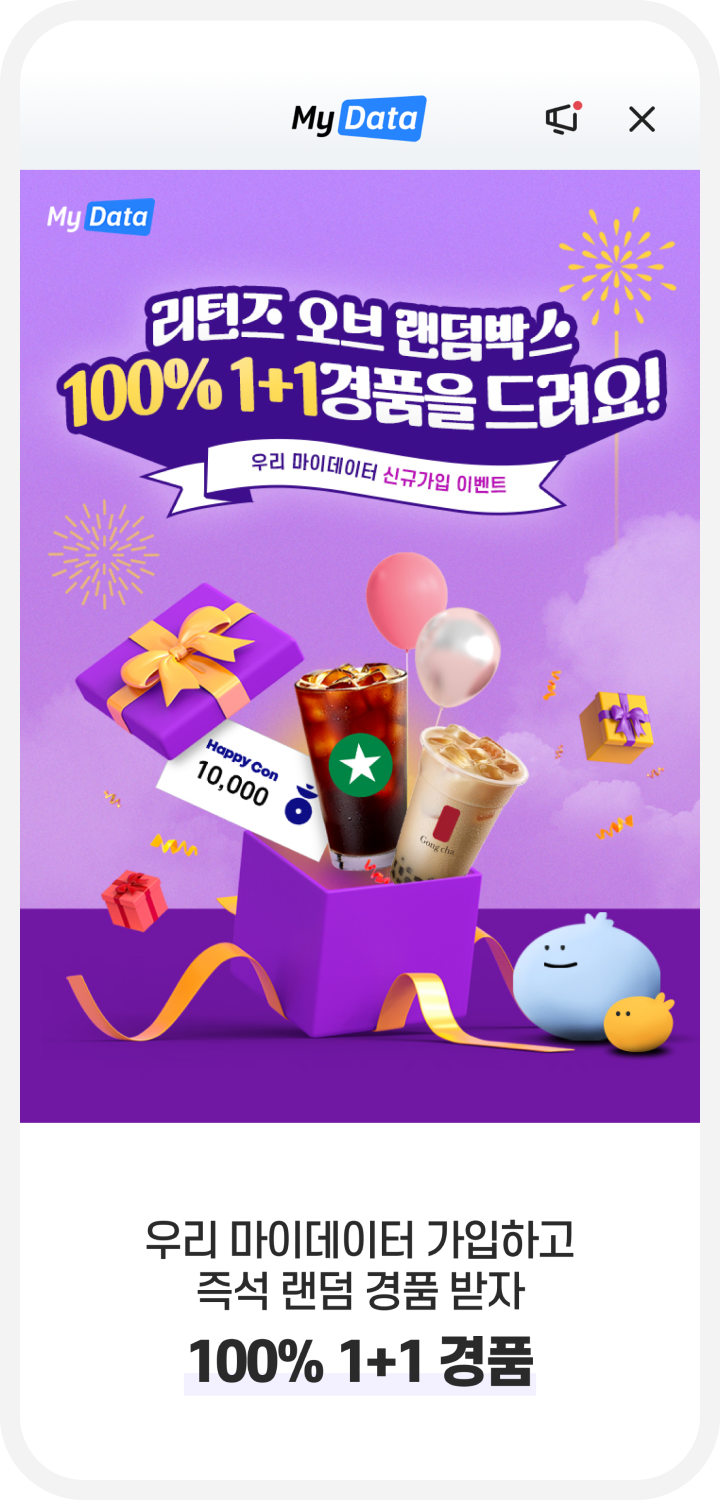 My Data
My Data
리턴즈 오브 랜덤박스
100% 1+1경품을 드려요!
우리 마이데이터 신규가입 이벤트
Happy Con
10,000
Gong cha
우리 마이데이터 가입하고
즉석 랜덤 경품 받자
100% 1+1 경품